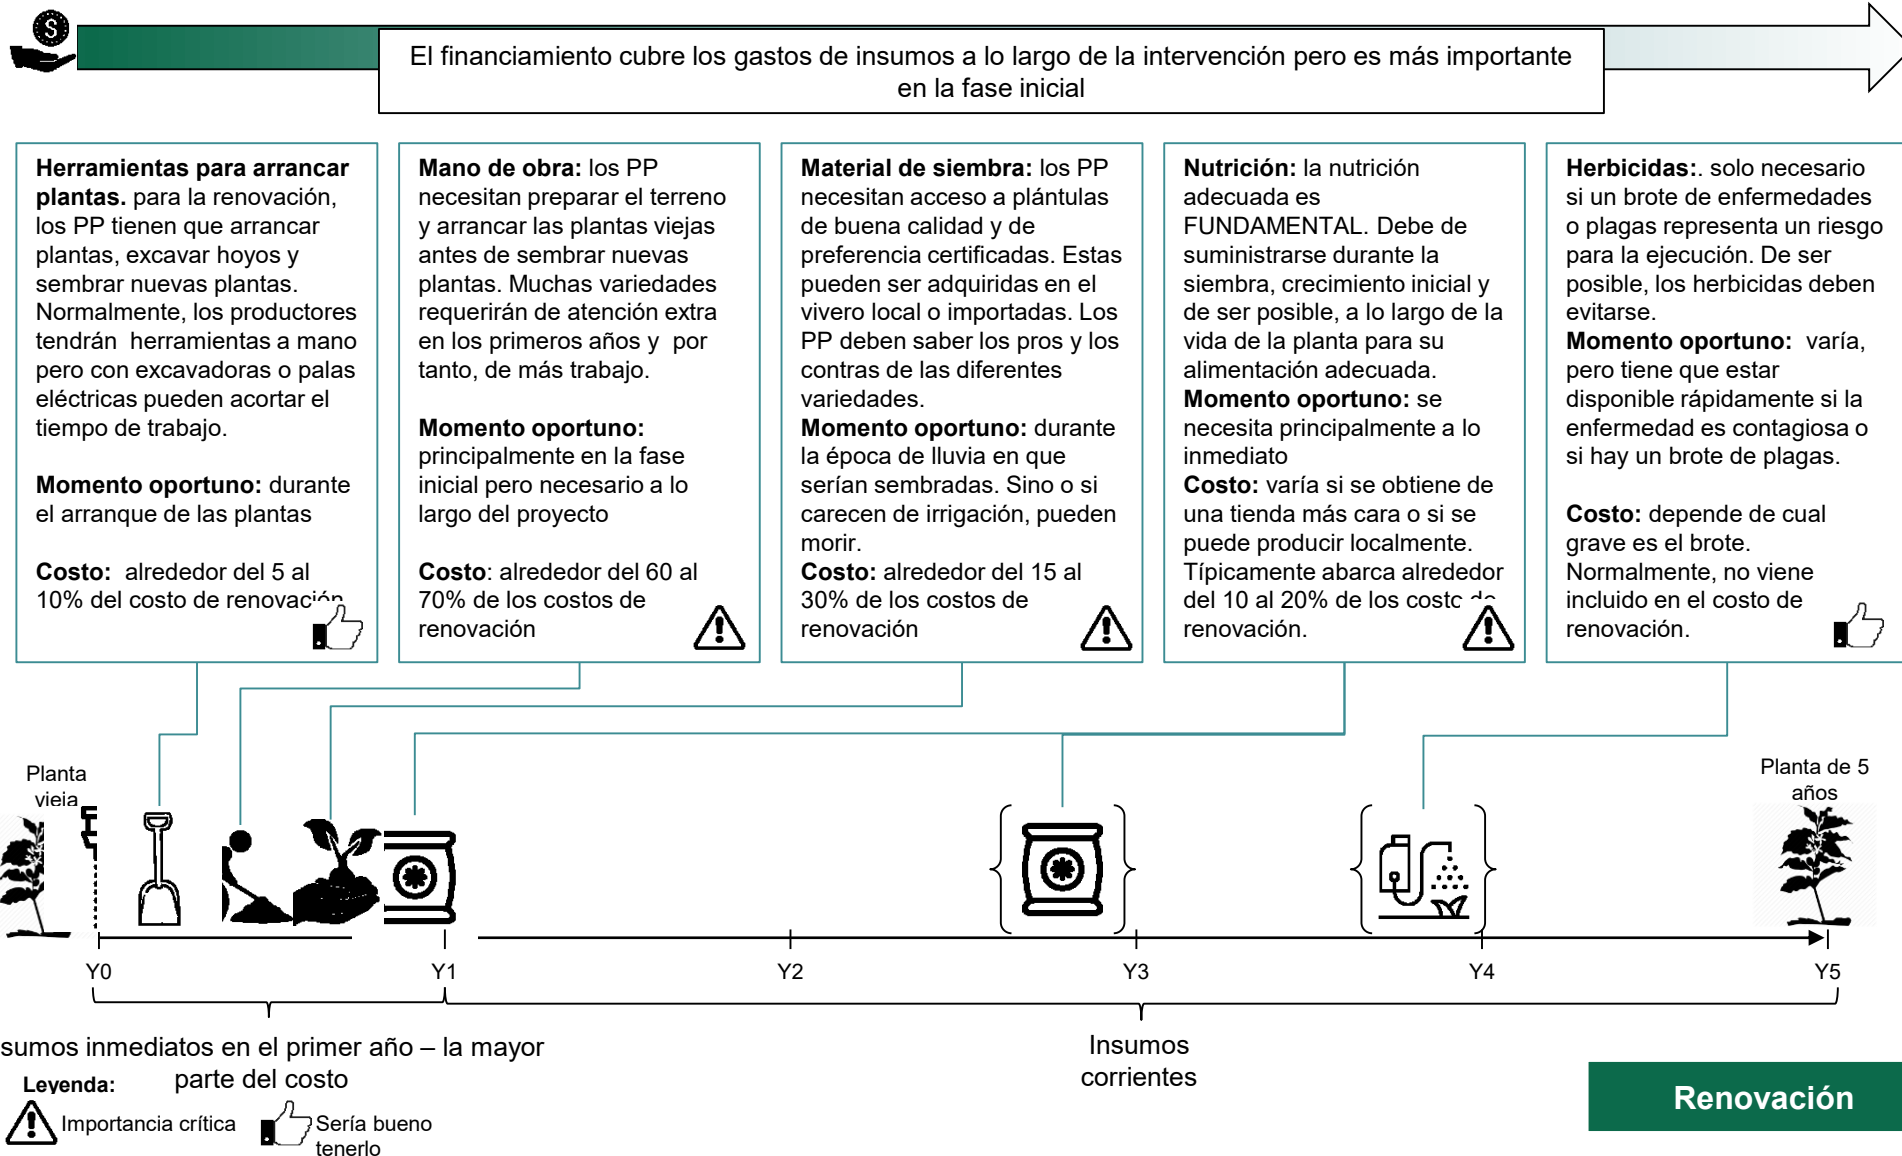 El financiamiento cubre los gastos de insumos a lo largo de la intervención pero es más importante
en la fase inicial
Herramientas para arrancar
plantas. para la renovación,
los PP tienen que arrancar
plantas, excavar hoyos y
sembrar nuevas plantas.
Normalmente, los productores
tendrán herramientas a mano
pero con excavadoras o palas
eléctricas pueden acortar el
tiempo de trabajo.
Momento oportuno: durante
el arranque de las plantas
Costo: alrededor del 5 al
10% del costo de renovación
Mano de obra: los PP
necesitan preparar el terreno
y arrancar las plantas viejas
antes de sembrar nuevas
plantas. Muchas variedades
requerirán de atención extra
en los primeros años y por
tanto, de más trabajo.
Momento oportuno:
principalmente en la fase
inicial pero necesario a lo
largo del proyecto
Costo: alrededor del 60 al
70% de los costos de
renovación
Material de siembra: los PP
necesitan acceso a plántulas
de buena calidad y de
preferencia certificadas. Estas
pueden ser adquiridas en el
vivero local o importadas. Los
PP deben saber los pros y los
contras de las diferentes
variedades.
Momento oportuno: durante
la época de lluvia en que
serían sembradas. Sino o si
carecen de irrigación, pueden
morir.
Costo: alrededor del 15 al
30% de los costos de
renovación
Nutrición: la nutrición
adecuada es
FUNDAMENTAL. Debe de
suministrarse durante la
siembra, crecimiento inicial y
de ser posible, a lo largo de la
vida de la planta para su
alimentación adecuada.
Momento oportuno: se
necesita principalmente a lo
inmediato
Costo: varía si se obtiene de
una tienda más cara o si se
puede producir localmente.
Típicamente abarca alrededor
del 10 al 20% de los costo de
renovación.
Herbicidas:. solo necesario
si un brote de enfermedades
o plagas representa un riesgo
para la ejecución. De ser
posible, los herbicidas deben
evitarse.
Momento oportuno: varía,
pero tiene que estar
disponible rápidamente si la
enfermedad es contagiosa o
si hay un brote de plagas.
Costo: depende de cual
grave es el brote.
Normalmente, no viene
incluido en el costo de
renovación.
Planta
vieja
Planta de 5
años
Y0 Y1 Y2 Y3 Y4 Y5
sumos inmediatos en el primer año – la mayor
parte del costo
Insumos
corrientes
Leyenda:
Importancia crítica
Sería bueno
tenerlo
Renovación